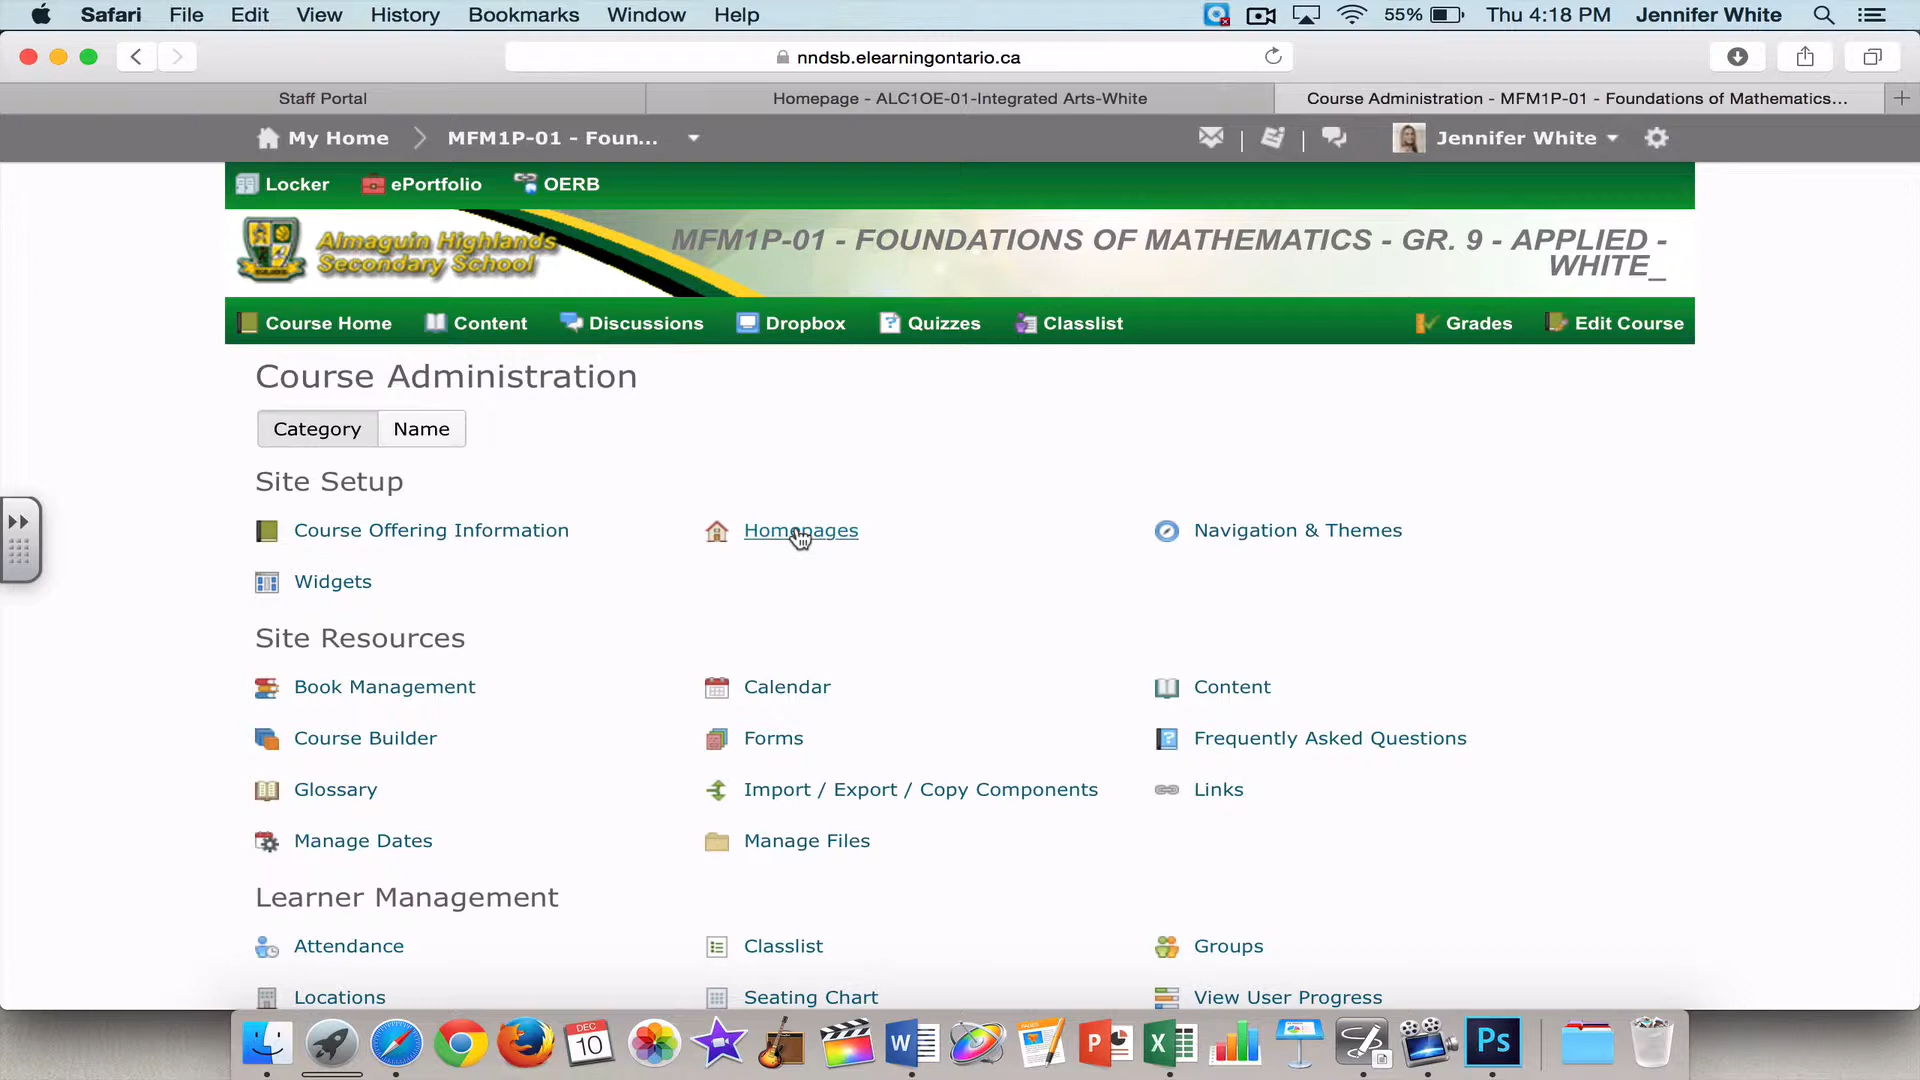 Safari File Edit View History Bookmarks Window Help 55% Thu 4:18 PM Jennifer White
nndsb.elearningontario.ca
Staff Portal Homepage - ALC1OE-01-Integrated Arts-White Course Administration - MFM1P-01 - Foundations of Mathematics...
My Home MFM1P-01 - Foun... Jennifer White
Locker ePortfolio OERB
Almaguin Highlands
Secondary School
MFM1P-01 - FOUNDATIONS OF MATHEMATICS - GR. 9 - APPLIED -
WHITE_
Course Home Content Discussions Dropbox Quizzes Classlist Grades Edit Course
Course Administration
Category Name
Site Setup
Course Offering Information Homepages Navigation & Themes
Widgets
Site Resources
Book Management Calendar Content
Course Builder Forms Frequently Asked Questions
Glossary Import / Export / Copy Components Links
Manage Dates Manage Files
Learner Management
Attendance Classlist Groups
Locations Seating Chart View User Progress
DEC
10
W P X Ps